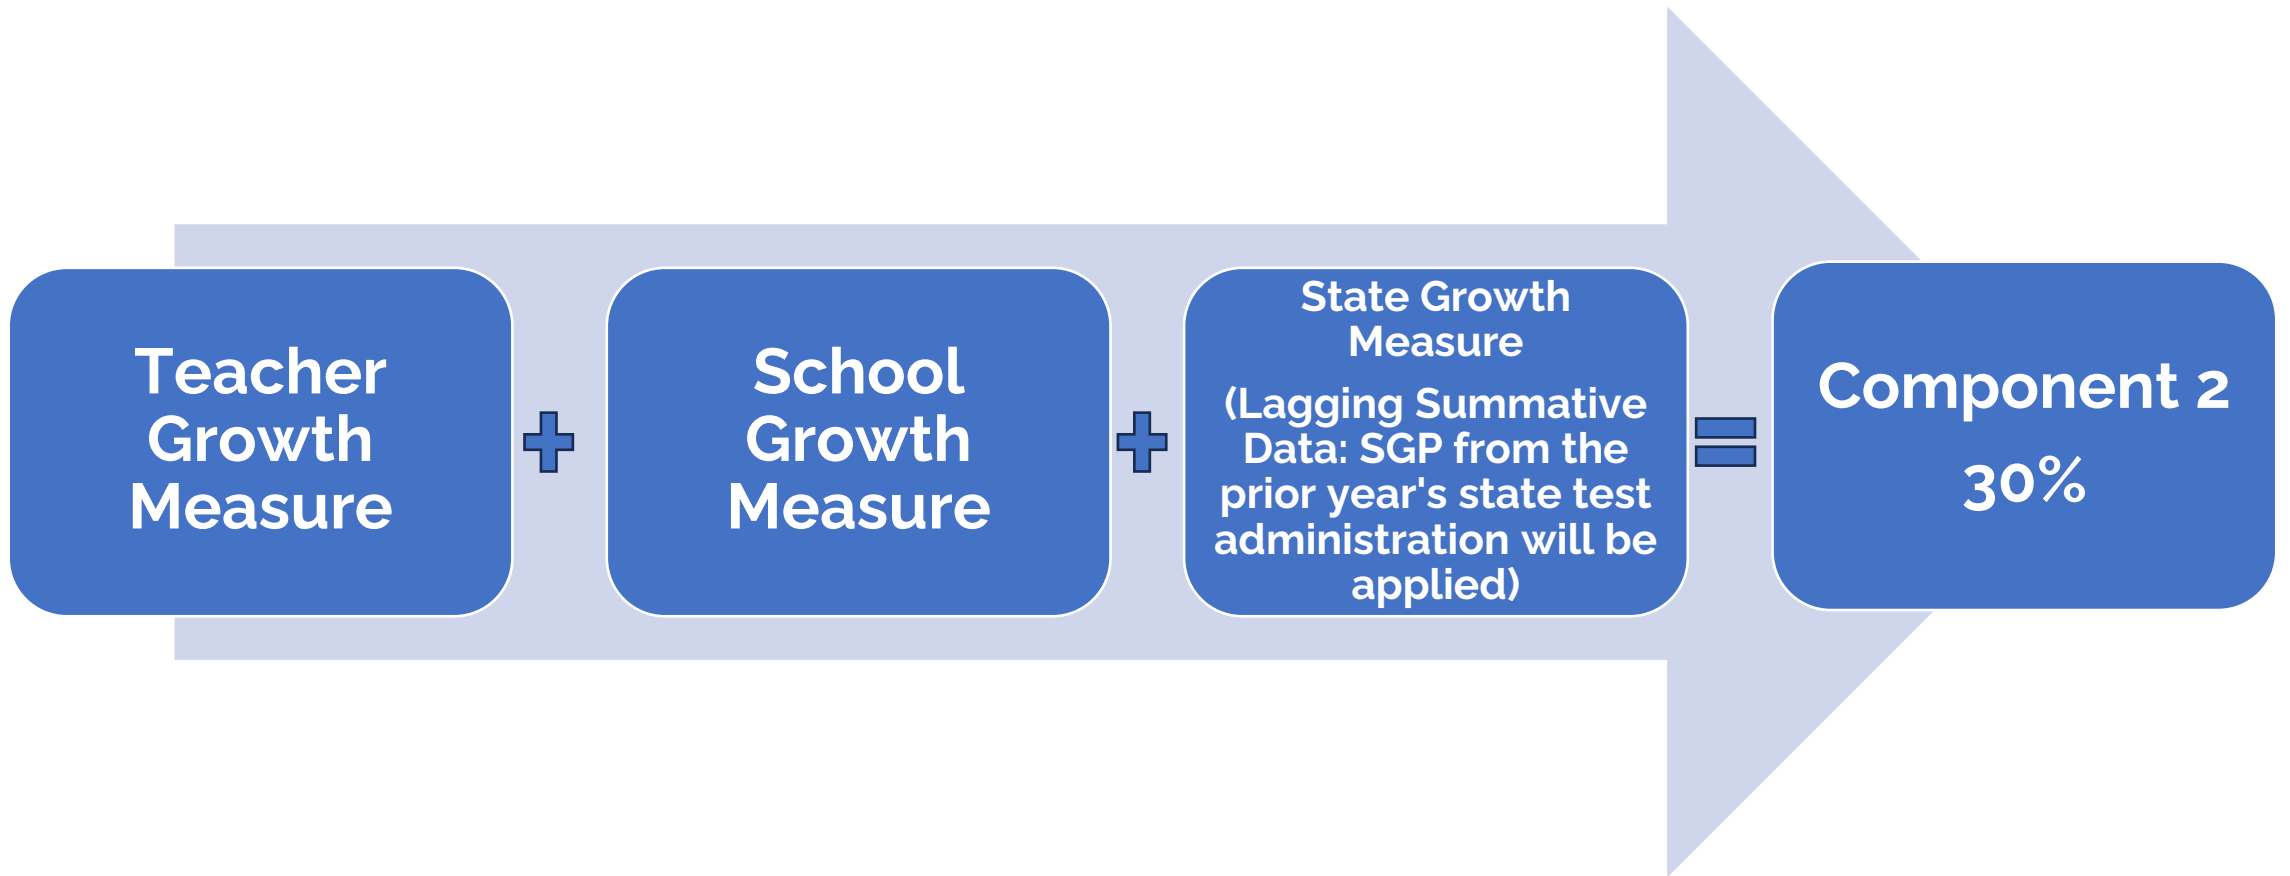 Teacher
Growth
Measure
School
Growth
Measure
State Growth
Measure
(Lagging Summative
Data: SGP from the
prior year's state test
administration will be
applied)
Component 2
30%